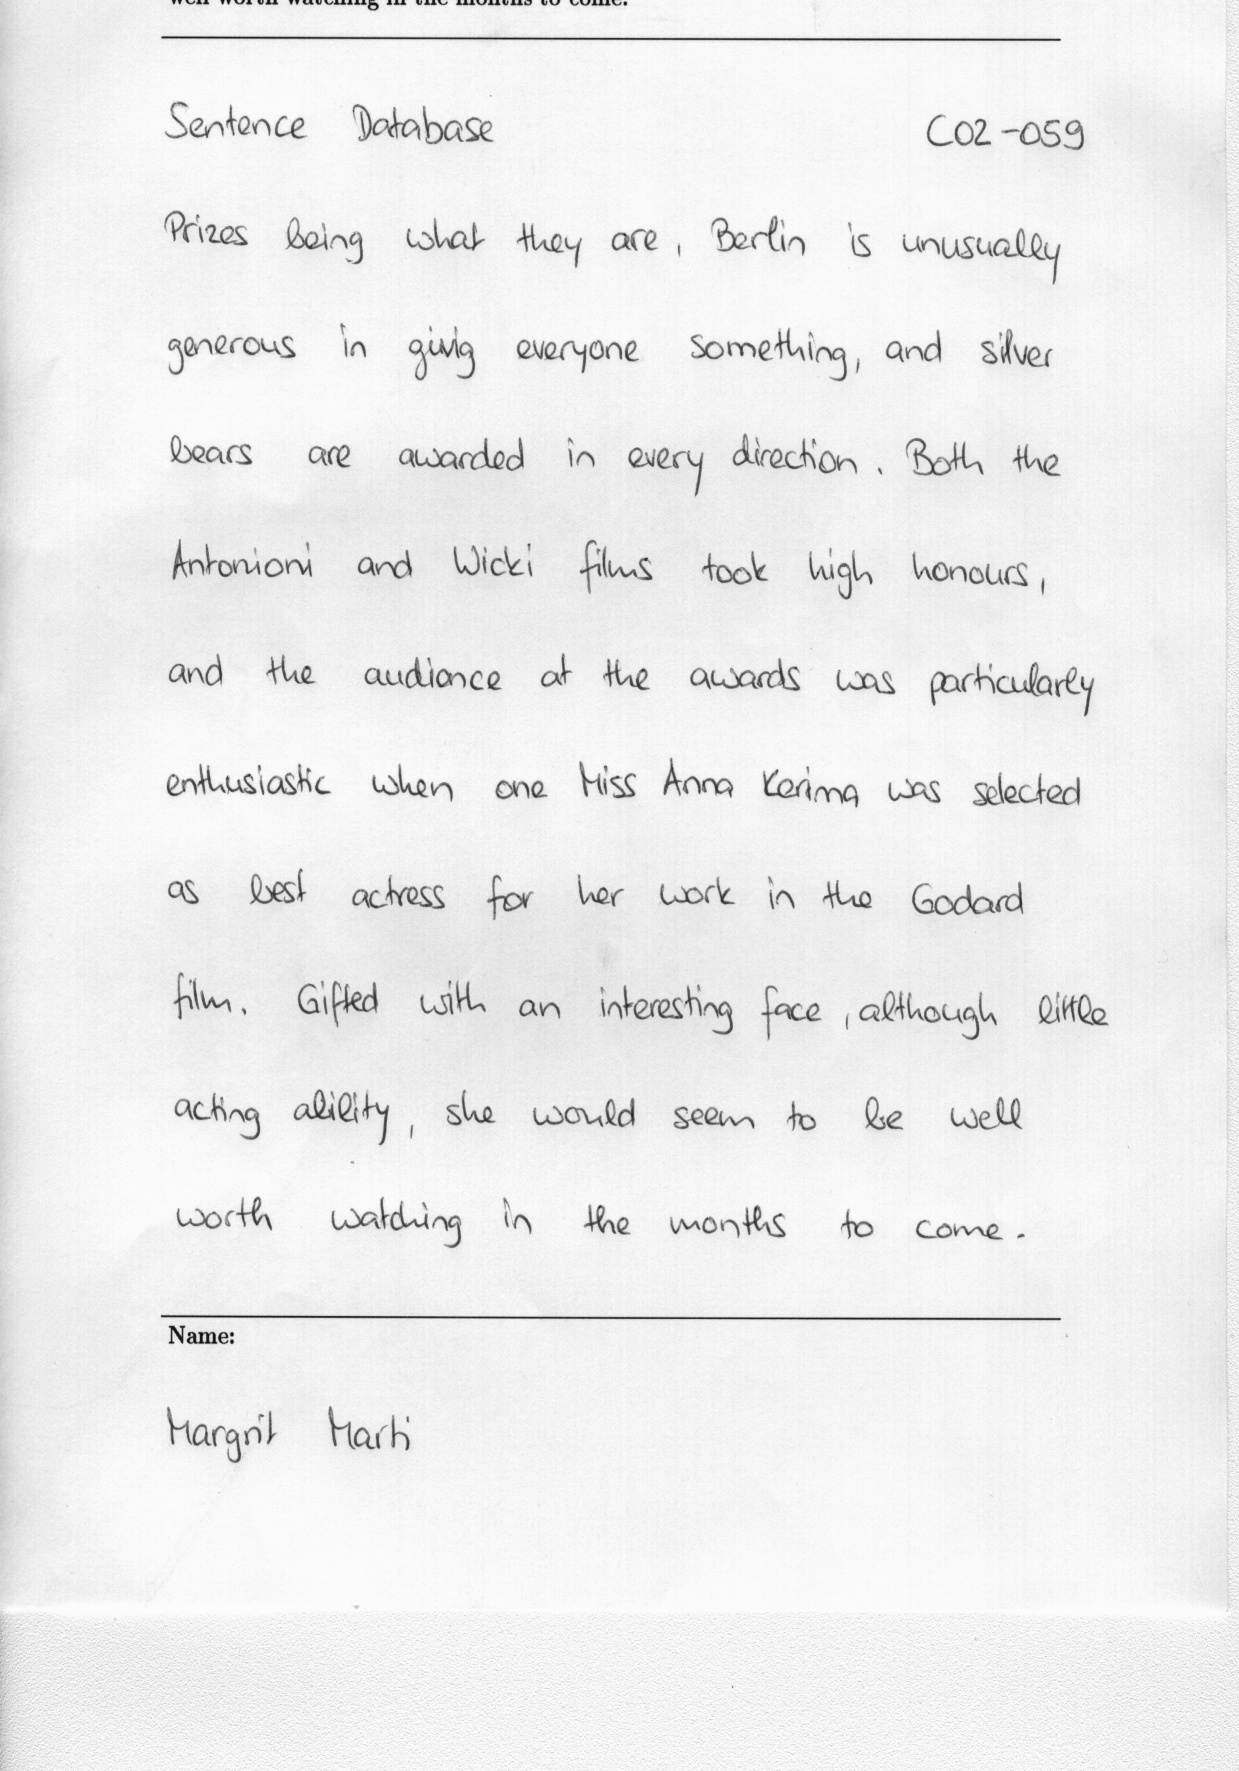 well worth watching in the months to come.
Sentence Database C02-059
Prizes being what they are, Berlin is unusually
generous in givig everyone something, and silver
bears are awarded in every direction. Both the
Antonioni and Wicki films took high honours,
and the audience at the awards was particularly
enthusiastic when one Miss Anna Kerima was selected
as best actress for her work in the Godard
film. Gifted with an interesting face, although little
acting ability, she would seem to be well
worth watching in the months to come.
Name:
Margrit Marti